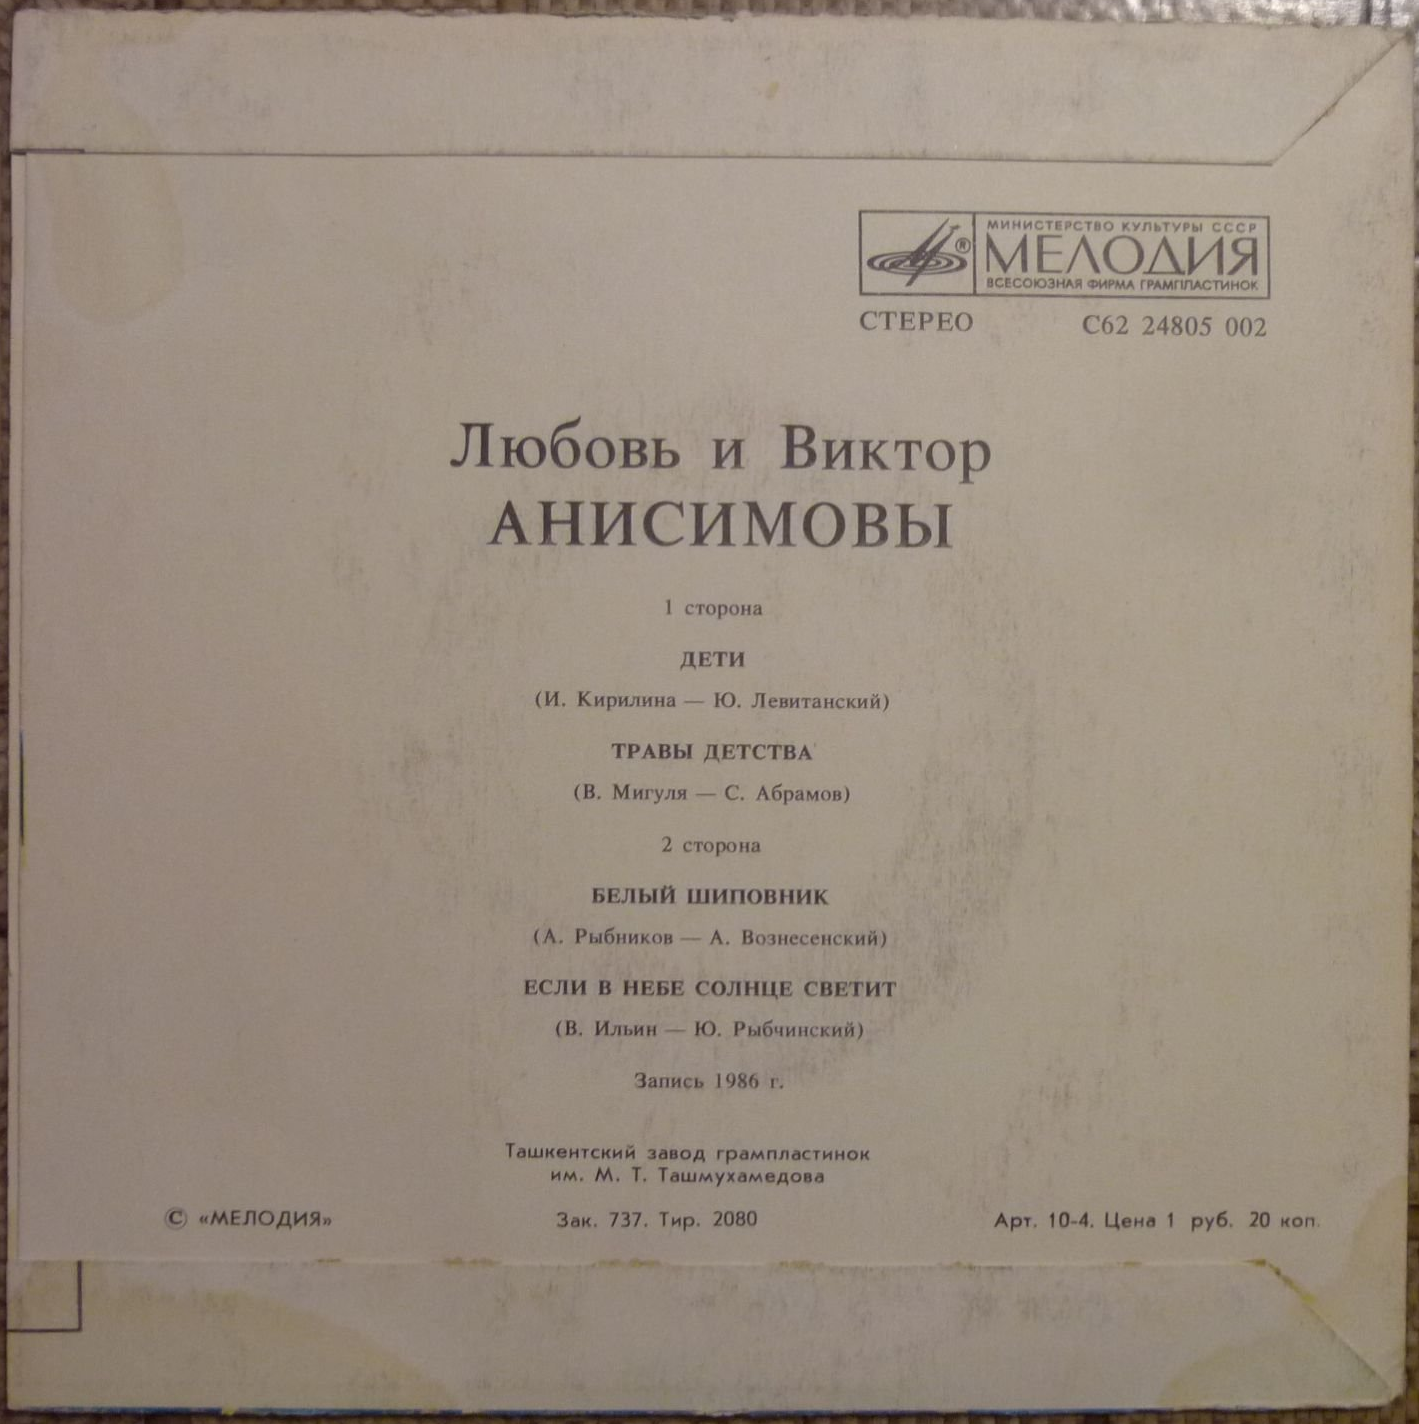 МИНИСТЕРСТВО КУЛЬТУРЫ СССР
МЕЛОДИЯ
ВСЕСОЮЗНАЯ ФИРМА ГРАМПЛАСТИНОК
СТЕРЕО С62 24805 002
Любовь и Виктор
АНИСИМОВЫ
1 сторона
ДЕТИ
(И. Кирилина — Ю. Левитанский)
ТРАВЫ ДЕТСТВА
(В. Мигуля — С. Абрамов)
2 сторона
БЕЛЫЙ ШИПОВНИК
(А. Рыбников — А. Вознесенский)
ЕСЛИ В НЕБЕ СОЛНЦЕ СВЕТИТ
(В. Ильин — Ю. Рыбчинский)
Запись 1986 г.
Ташкентский завод грампластинок
им. М. Т. Ташмухамедова
© «МЕЛОДИЯ» Зак. 737. Тир. 2080 Арт. 10-4. Цена 1 руб. 20 коп.